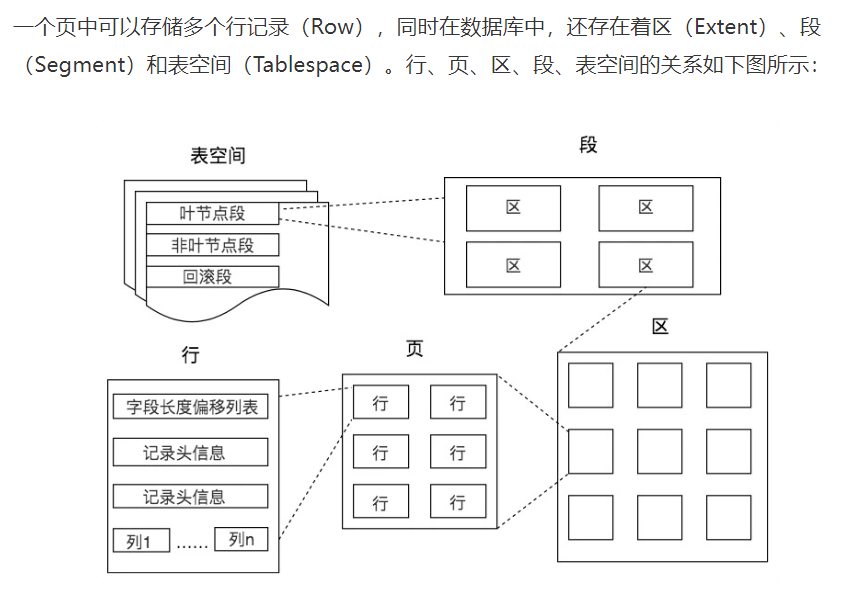 一个页中可以存储多个行记录（Row），同时在数据库中，还存在着区（Extent）、段
（Segment）和表空间（Tablespace）。行、页、区、段、表空间的关系如下图所示：
表空间
叶节点段
非叶节点段
回滚段
段
区 区
区 区
行
字段长度偏移列表
记录头信息
记录头信息
列1 …… 列n
页
行 行
行 行
行 行
区